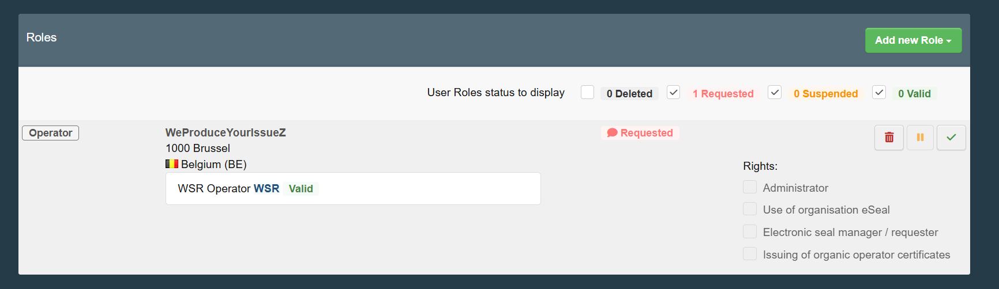 Roles
Add new Role
User Roles status to display
0 Deleted
1 Requested
0 Suspended
0 Valid
Operator
WeProduceYourIssueZ
1000 Brussel
Belgium (BE)
WSR Operator WSR Valid
Requested
Rights:
Administrator
Use of organisation eSeal
Electronic seal manager / requester
Issuing of organic operator certificates